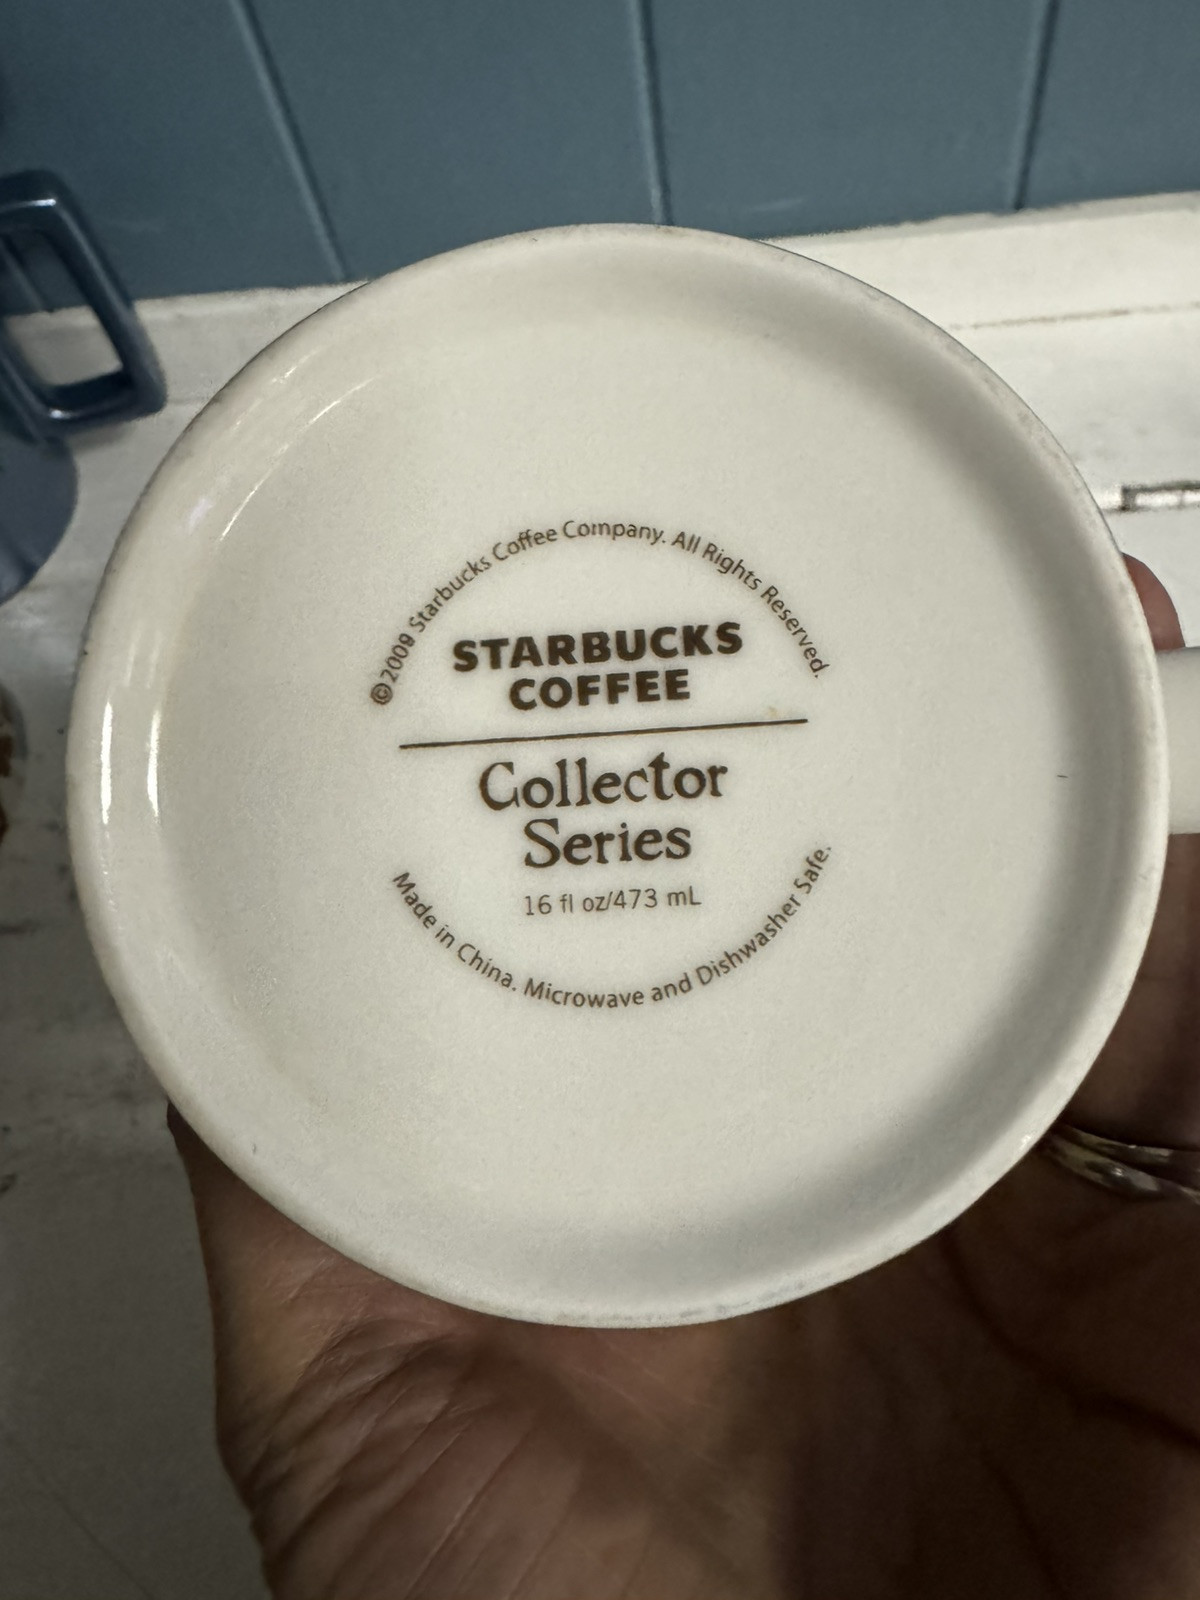 ©2009 Starbucks Coffee Company. All Rights Reserved.
STARBUCKS
COFFEE
Collector
Series
16 fl oz/473 mL
Made in China. Microwave and Dishwasher Safe.